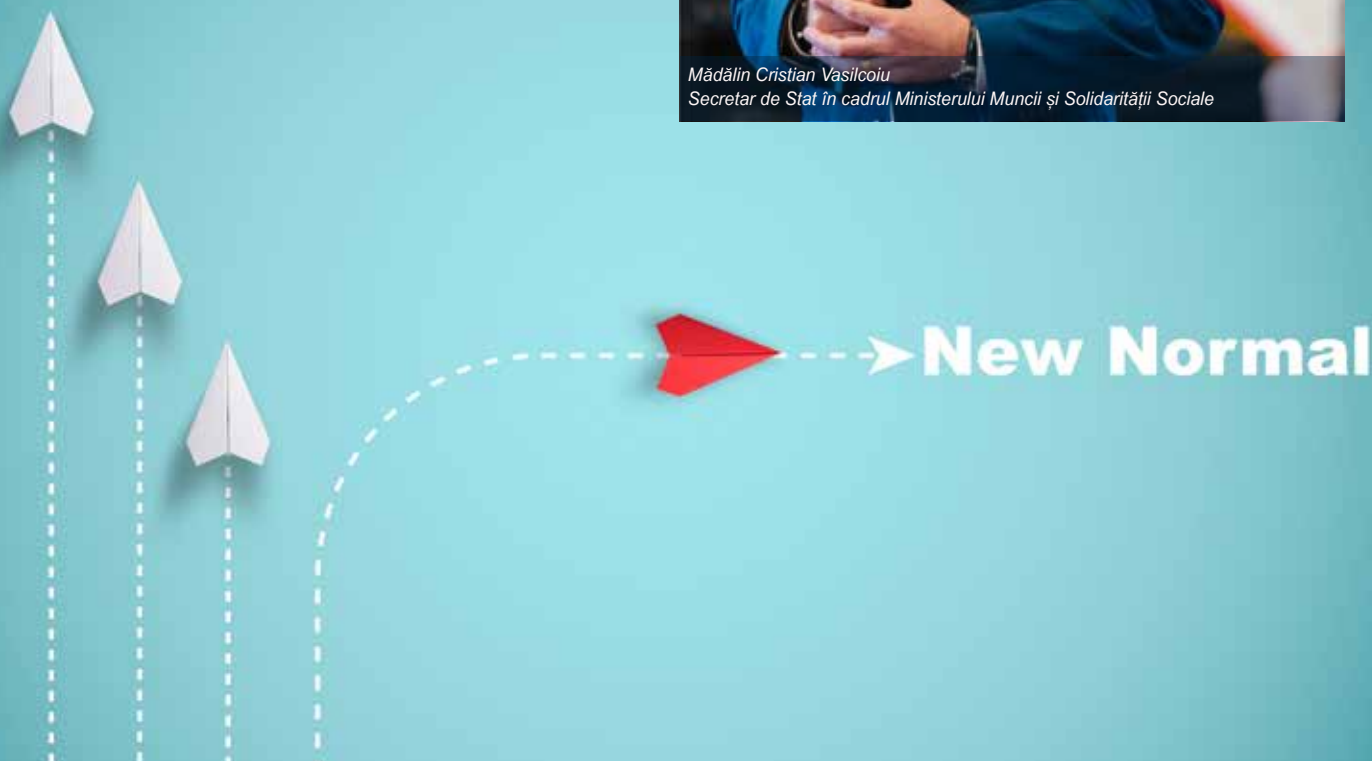 Mădălin Cristian Vasilcoiu
Secretar de Stat în cadrul Ministerului Muncii și Solidarității Sociale
New Normal